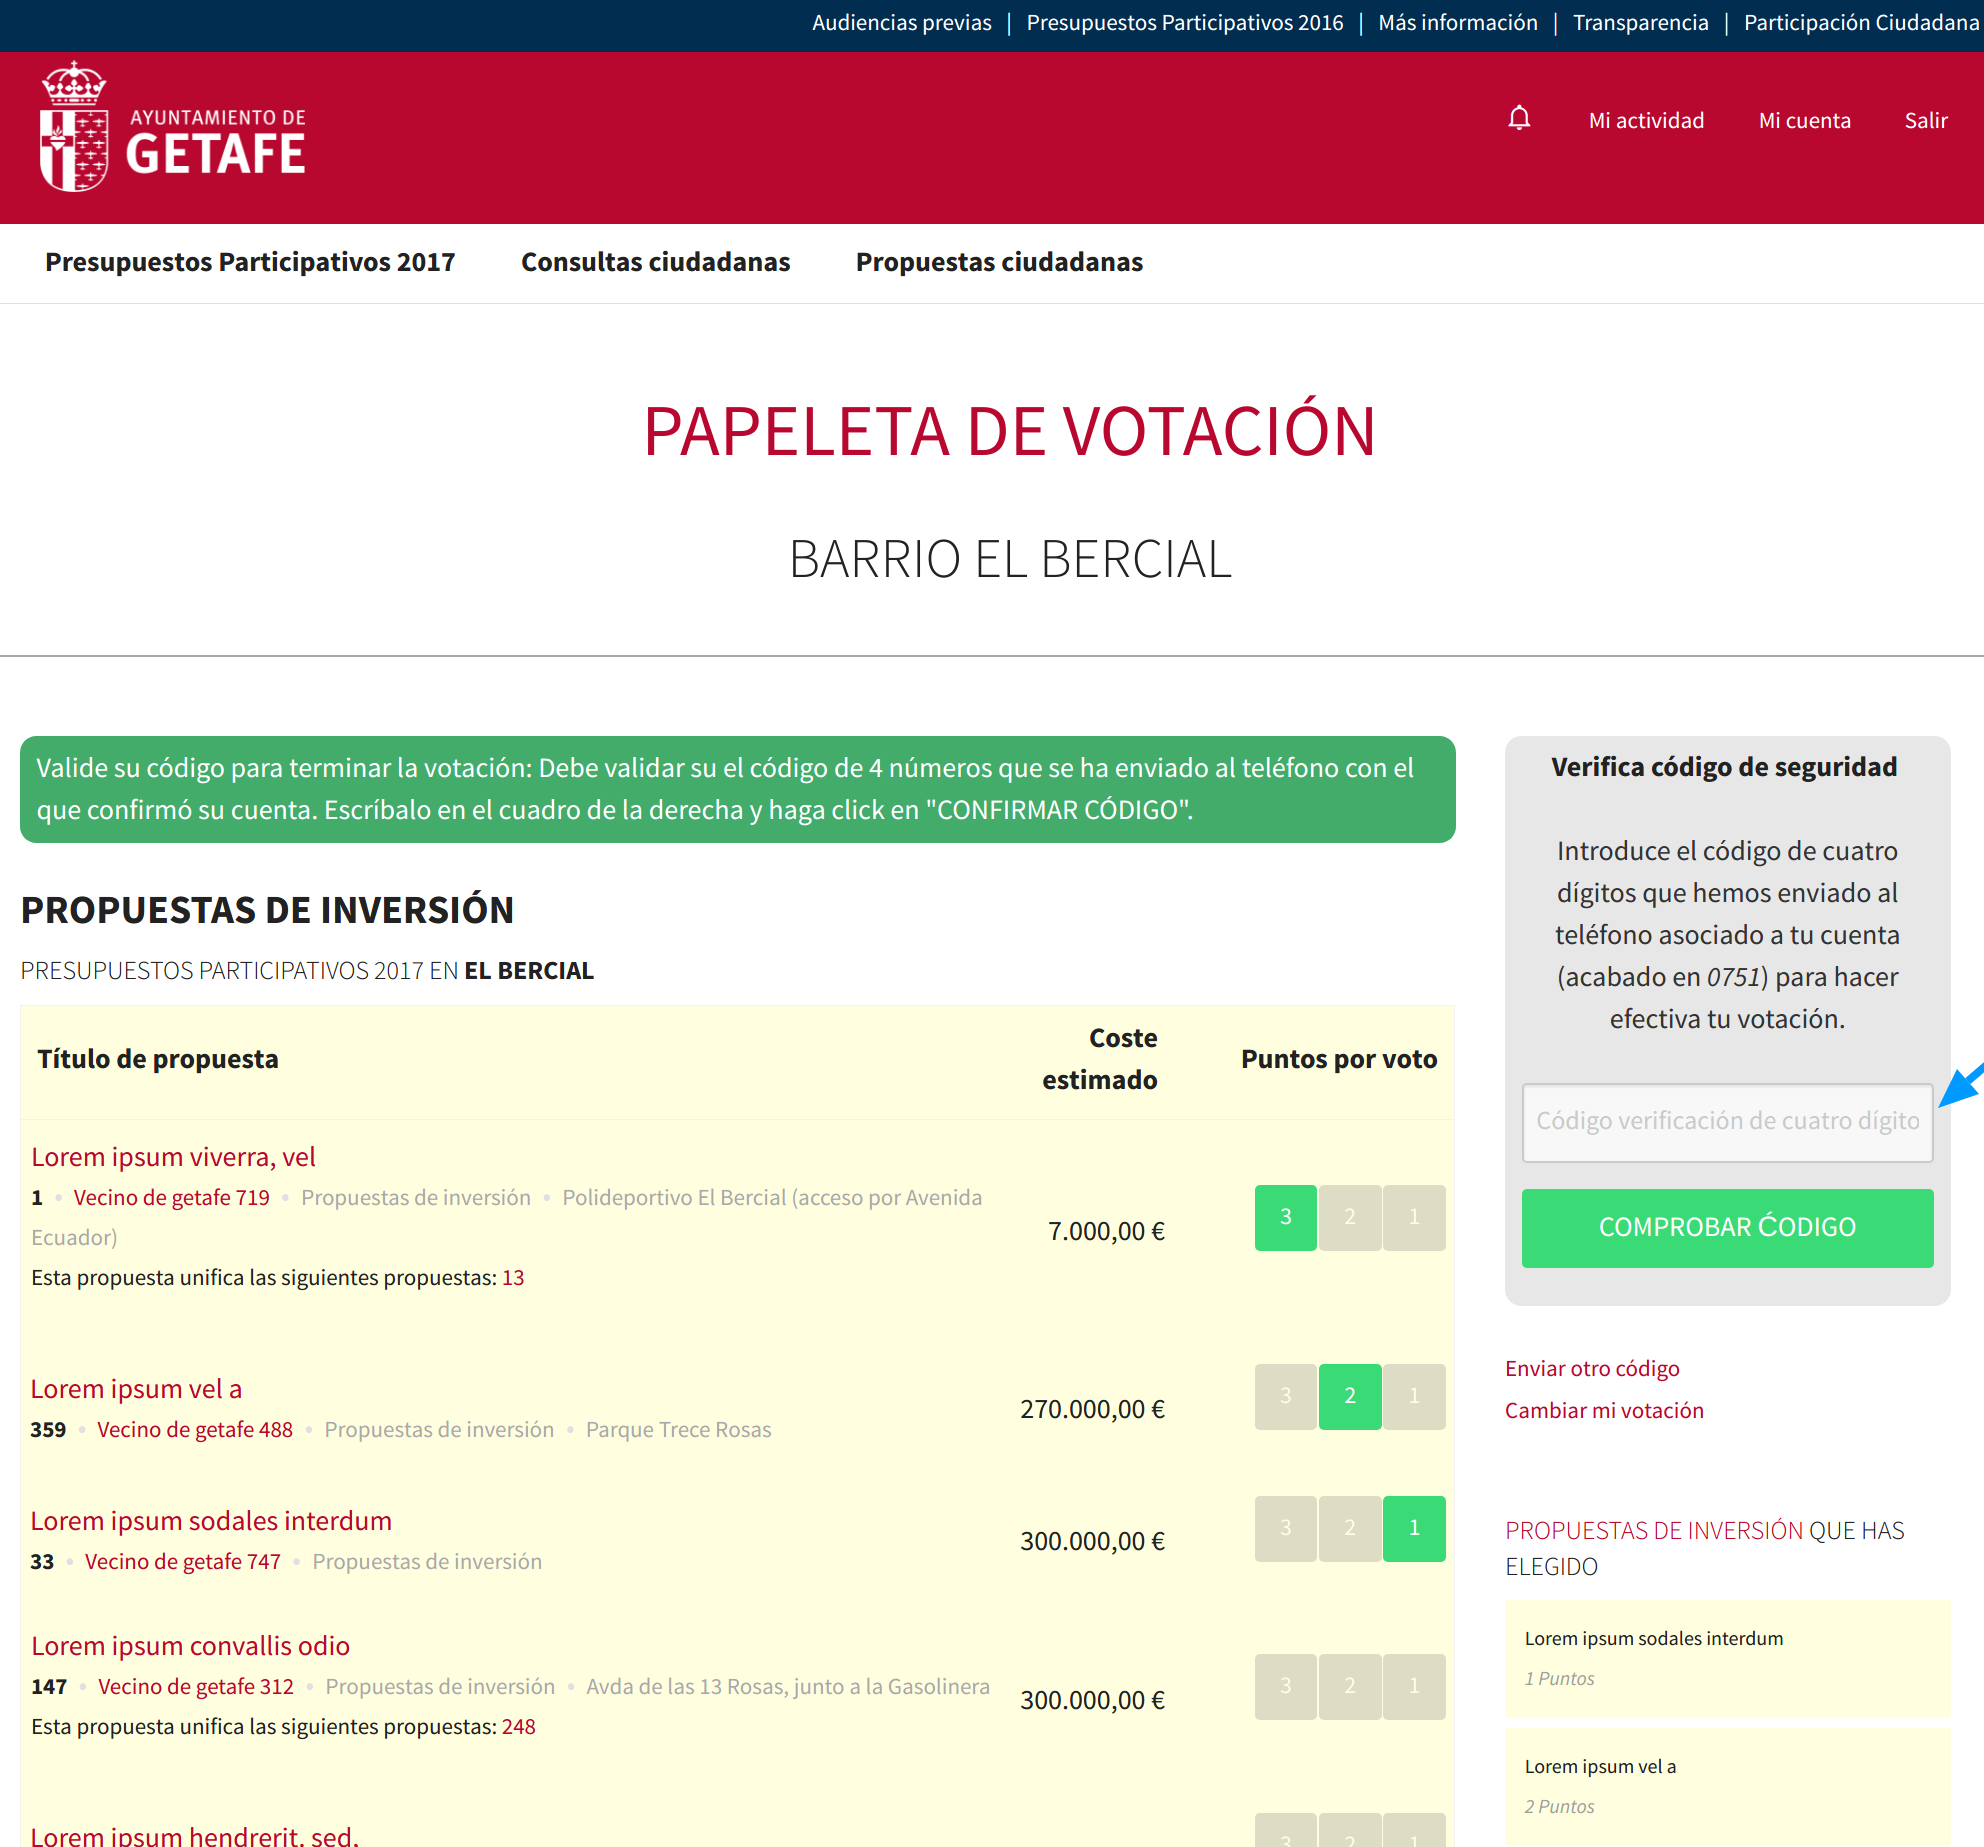 Audiencias previas | Presupuestos Participativos 2016 | Más información | Transparencia | Participación Ciudadana
AYUNTAMIENTO DE
GETAFE
Mi actividad Mi cuenta Salir
Presupuestos Participativos 2017 Consultas ciudadanas Propuestas ciudadanas
PAPELETA DE VOTACIÓN
BARRIO EL BERCIAL
Valide su código para terminar la votación: Debe validar su el código de 4 números que se ha enviado al teléfono con el
que confirmó su cuenta. Escríbalo en el cuadro de la derecha y haga click en "CONFIRMAR CÓDIGO".
PROPUESTAS DE INVERSIÓN
PRESUPUESTOS PARTICIPATIVOS 2017 EN EL BERCIAL
Título de propuesta
Coste
estimado
Puntos por voto
Lorem ipsum viverra, vel
1 • Vecino de getafe 719 • Propuestas de inversión • Polideportivo El Bercial (acceso por Avenida
Ecuador)
Esta propuesta unifica las siguientes propuestas: 13
7.000,00 €
3 2 1
Lorem ipsum vel a
359 • Vecino de getafe 488 • Propuestas de inversión • Parque Trece Rosas
270.000,00 €
3 2 1
Lorem ipsum sodales interdum
33 • Vecino de getafe 747 • Propuestas de inversión
300.000,00 €
3 2 1
Lorem ipsum convallis odio
147 • Vecino de getafe 312 • Propuestas de inversión • Avda de las 13 Rosas, junto a la Gasolinera
Esta propuesta unifica las siguientes propuestas: 248
300.000,00 €
3 2 1
Lorem ipsum hendrerit, sed,
3 2 1
Verifica código de seguridad
Introduce el código de cuatro
dígitos que hemos enviado al
teléfono asociado a tu cuenta
(acabado en 0751) para hacer
efectiva tu votación.
Código verificación de cuatro dígito
COMPROBAR ĆODIGO
Enviar otro código
Cambiar mi votación
PROPUESTAS DE INVERSIÓN QUE HAS
ELEGIDO
Lorem ipsum sodales interdum
1 Puntos
Lorem ipsum vel a
2 Puntos